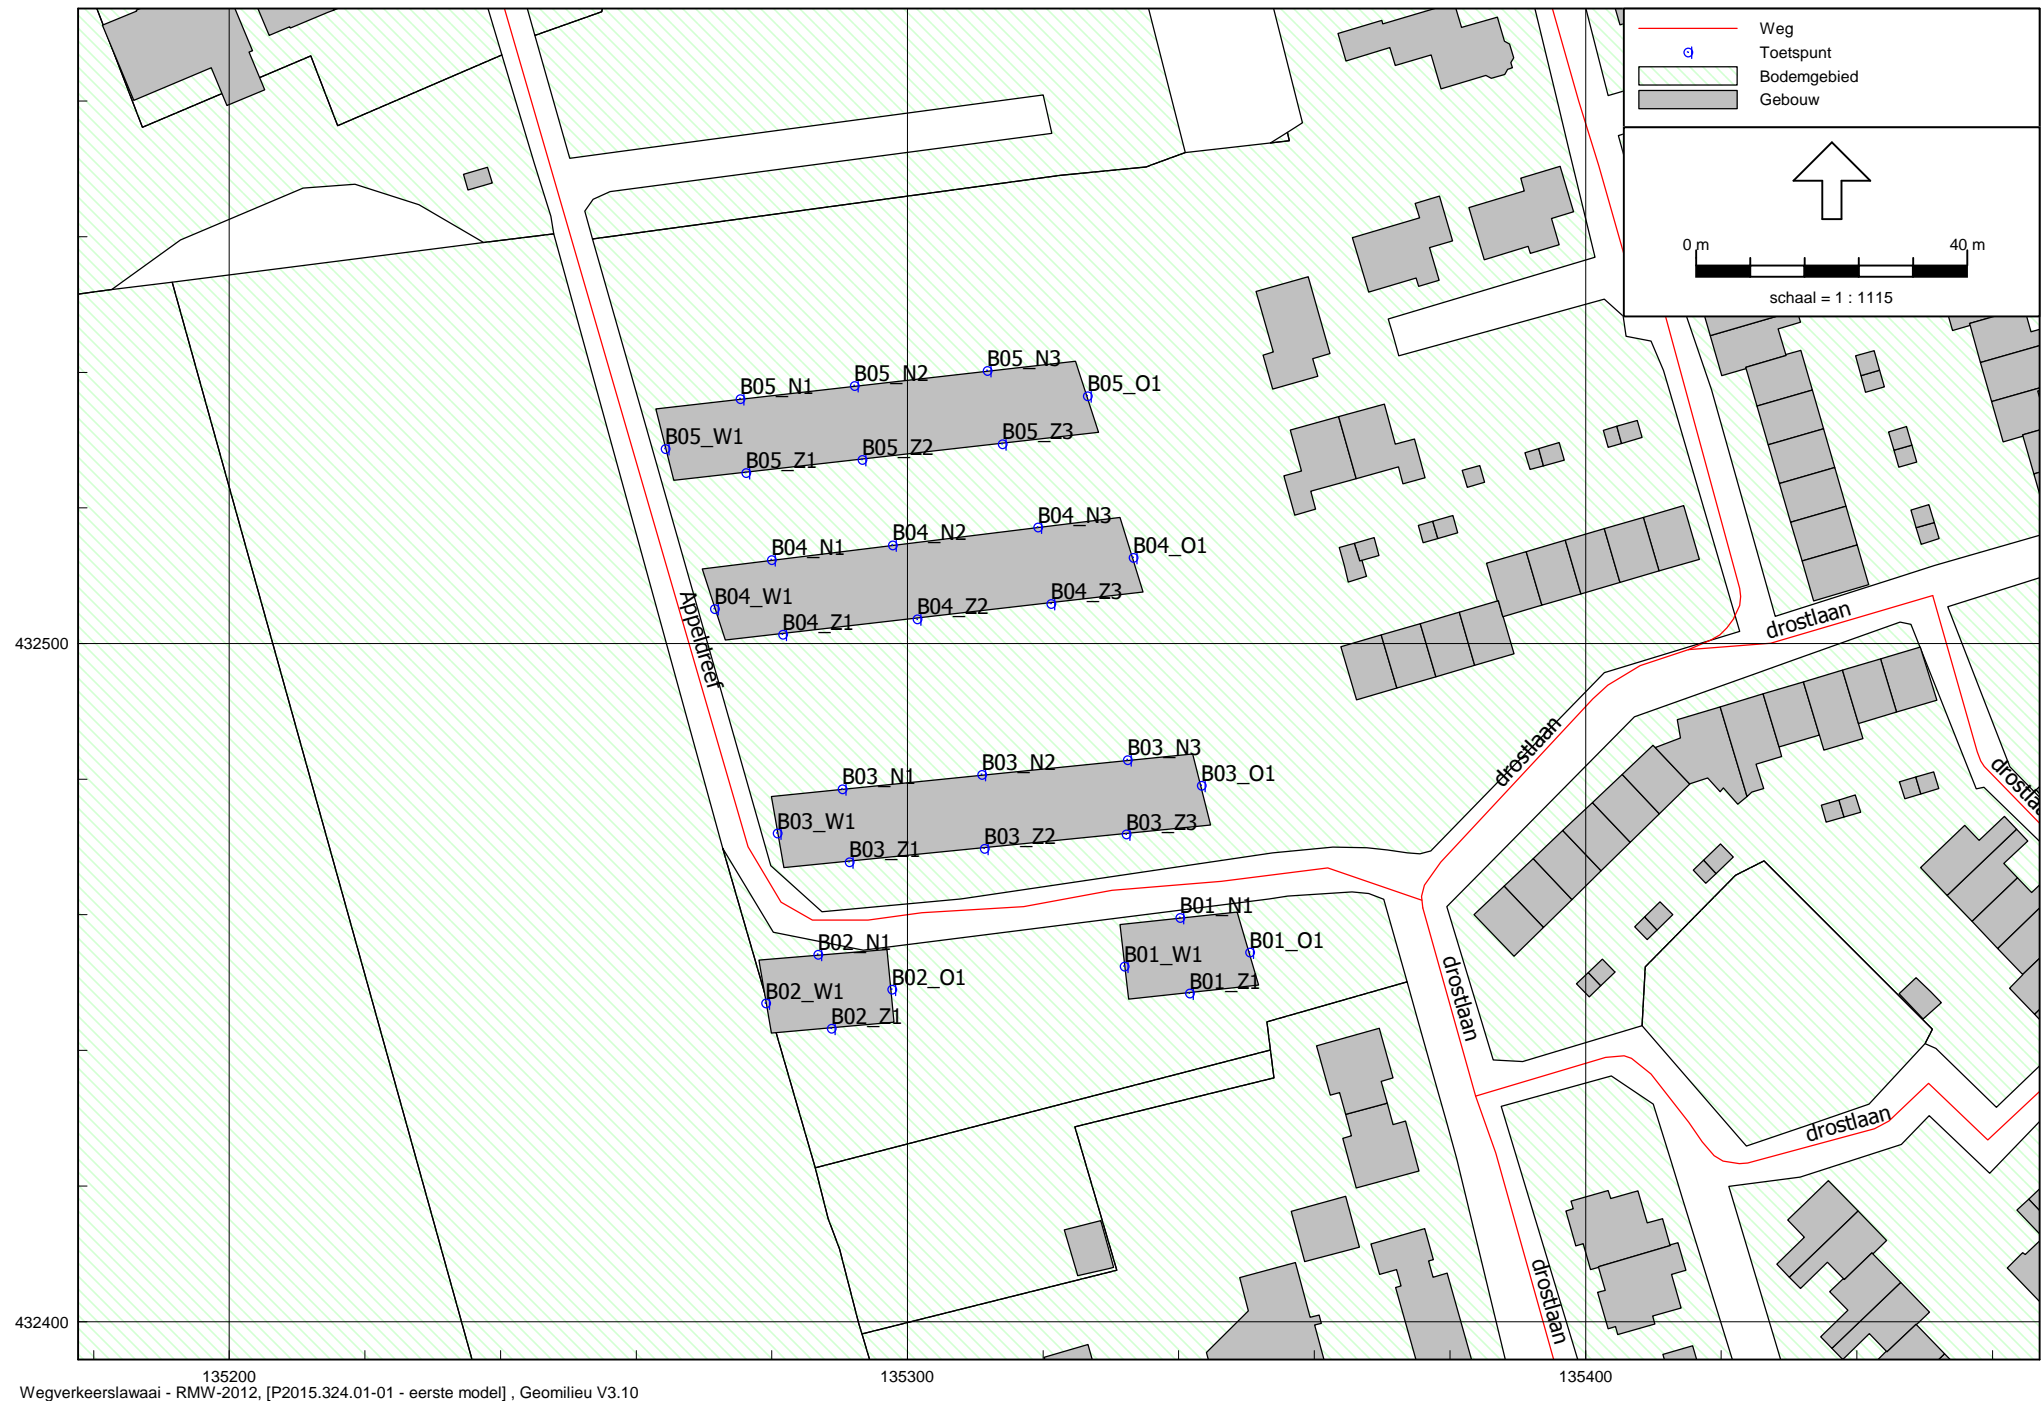 Weg
Toetspunt
Bodemgebied
Gebouw
0 m 40 m
schaal = 1 : 1115
B05_N3
B05_N2
B05_N1
B05_O1
B05_W1
B05_Z3
B05_Z2
B05_Z1
B04_N3
B04_N2
B04_N1
B04_O1
B04_W1
B04_Z3
B04_Z2
B04_Z1
Appeldreef
drostlaan
432500
drostlaan
drostlaa
B03_N3
B03_N2
B03_N1
B03_O1
B03_W1
B03_Z3
B03_Z2
B03_Z1
B01_N1
B01_O1
B01_W1
B01_Z1
B02_N1
B02_O1
B02_W1
B02_Z1
drostlaan
drostlaan
drostlaan
432400
135200 135300 135400
Wegverkeerslawaai - RMW-2012, [P2015.324.01-01 - eerste model] , Geomilieu V3.10